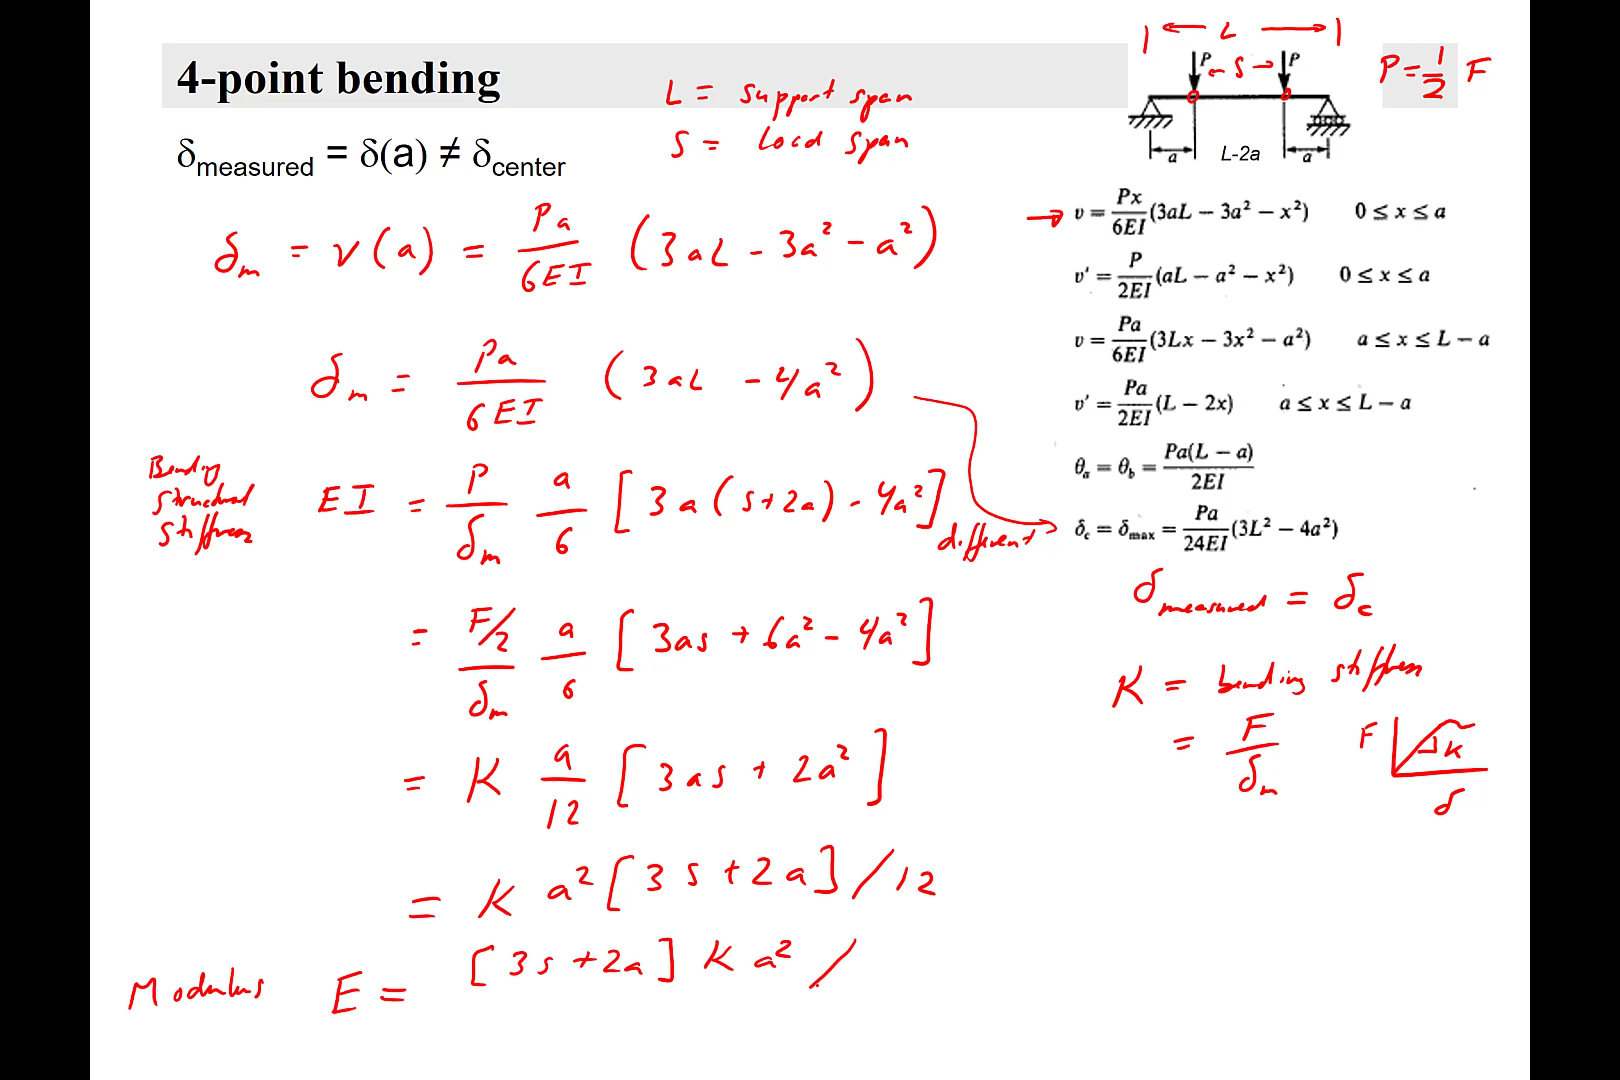 4-point bending
L = support span
S = Load span
δmeasured = δ(a) ≠ δcenter
δm = v(a) = Pa/6EI (3aL - 3a² - a²)
δm = Pa/6EI (3aL - 4a²)
Bending structural stiffness
EI = P/δm a/6 [3a(s+2a) - 4a²]
different
= F/2/δm a/6 [3as + 6a² - 4a²]
= K a/12 [3as + 2a²]
= K a² [3s + 2a] / 12
Modulus E = [3s + 2a] K a² /
L
P S P
P = 1/2 F
a L-2a a
v = Px/6EI (3aL − 3a² − x²) 0 ≤ x ≤ a
v′ = P/2EI (aL − a² − x²) 0 ≤ x ≤ a
v = Pa/6EI (3Lx − 3x² − a²) a ≤ x ≤ L − a
v′ = Pa/2EI (L − 2x) a ≤ x ≤ L − a
θa = θb = Pa(L − a)/2EI
δc = δmax = Pa/24EI (3L² − 4a²)
δmeasured = δc
K = bending stiffness
= F/δm
F K
δ